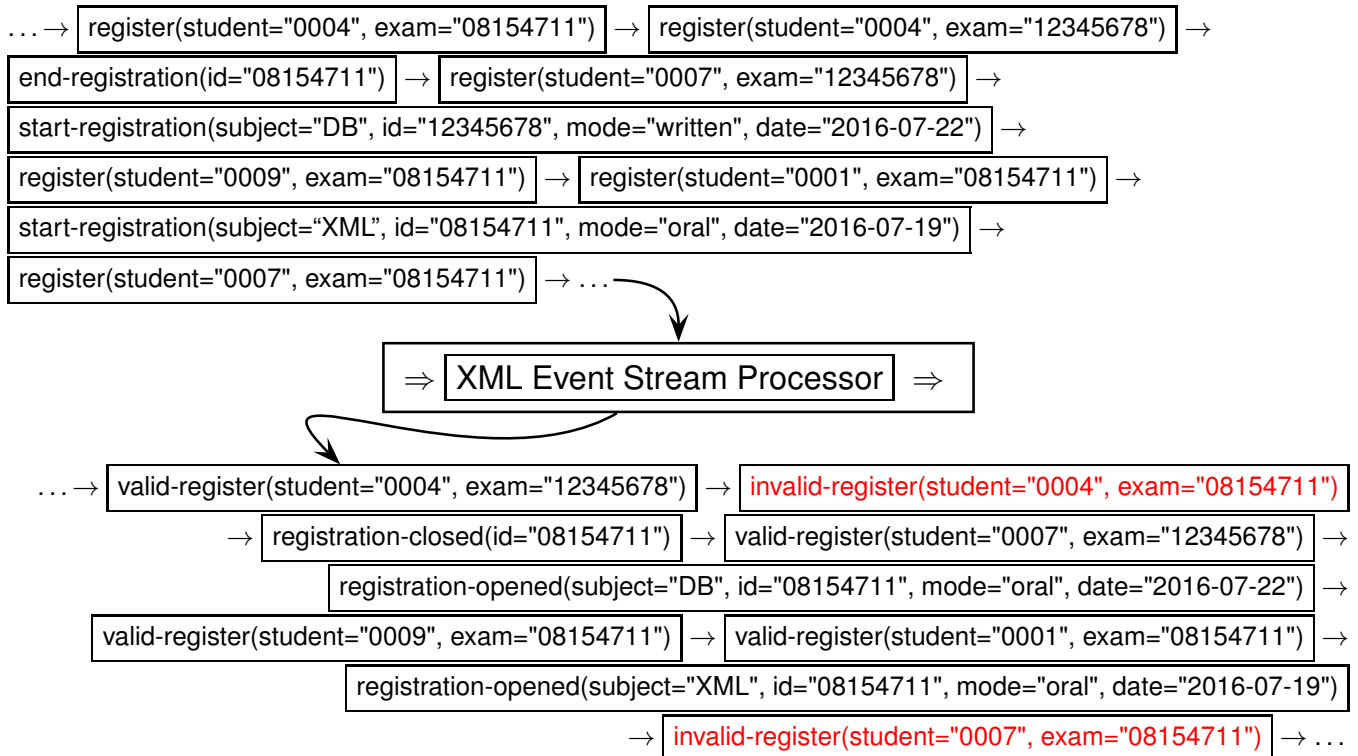 ... → register(student="0004", exam="08154711") → register(student="0004", exam="12345678") →
end-registration(id="08154711") → register(student="0007", exam="12345678") →
start-registration(subject="DB", id="12345678", mode="written", date="2016-07-22") →
register(student="0009", exam="08154711") → register(student="0001", exam="08154711") →
start-registration(subject=“XML”, id="08154711", mode="oral", date="2016-07-19") →
register(student="0007", exam="08154711") → ...
⇒ XML Event Stream Processor ⇒
... → valid-register(student="0004", exam="12345678") → invalid-register(student="0004", exam="08154711")
→ registration-closed(id="08154711") → valid-register(student="0007", exam="12345678") →
registration-opened(subject="DB", id="08154711", mode="oral", date="2016-07-22") →
valid-register(student="0009", exam="08154711") → valid-register(student="0001", exam="08154711") →
registration-opened(subject="XML", id="08154711", mode="oral", date="2016-07-19")
→ invalid-register(student="0007", exam="08154711") → ...